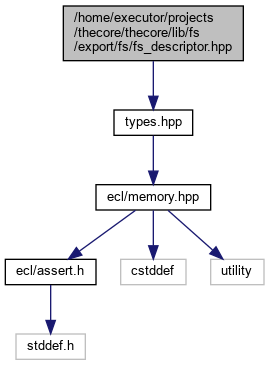 /home/executor/projects
/thecore/thecore/lib/fs
/export/fs/fs_descriptor.hpp
types.hpp
ecl/memory.hpp
ecl/assert.h
cstddef
utility
stddef.h